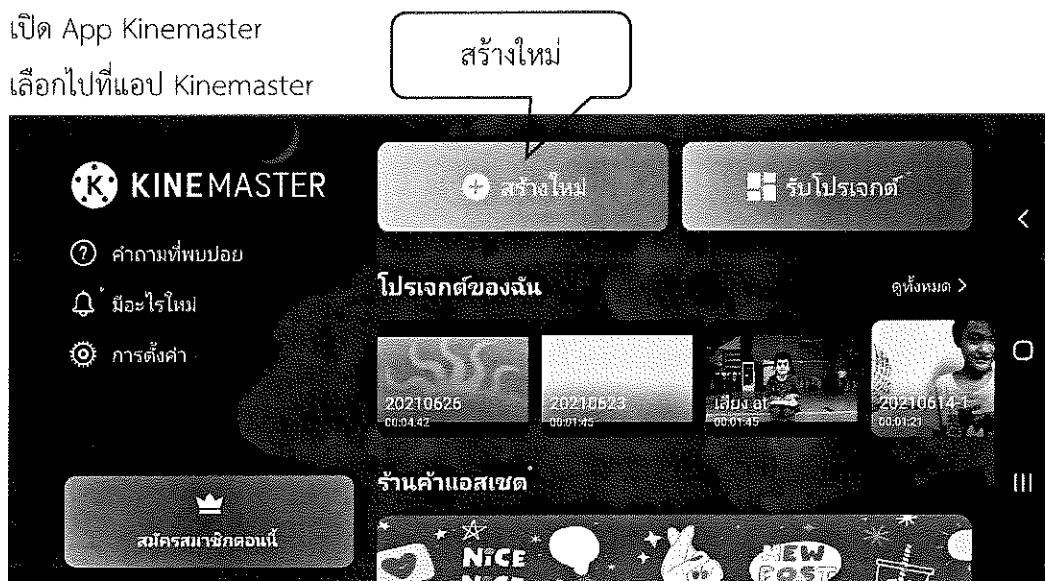 เปิด App Kinemaster
เลือกไปที่แอป Kinemaster
สร้างใหม่
KINEMASTER
สร้างใหม่
รับโปรเจกต์
คำถามที่พบบ่อย
มีอะไรใหม่
การตั้งค่า
โปรเจกต์ของฉัน
ดูทั้งหมด >
20210626
00:04:42
20210623
00:01:45
เสียง at
00:01:45
20210614-1
00:01:21
ร้านค้าแอสเซต
สมัครสมาชิกตอนนี้
NiCE
NEW
POST